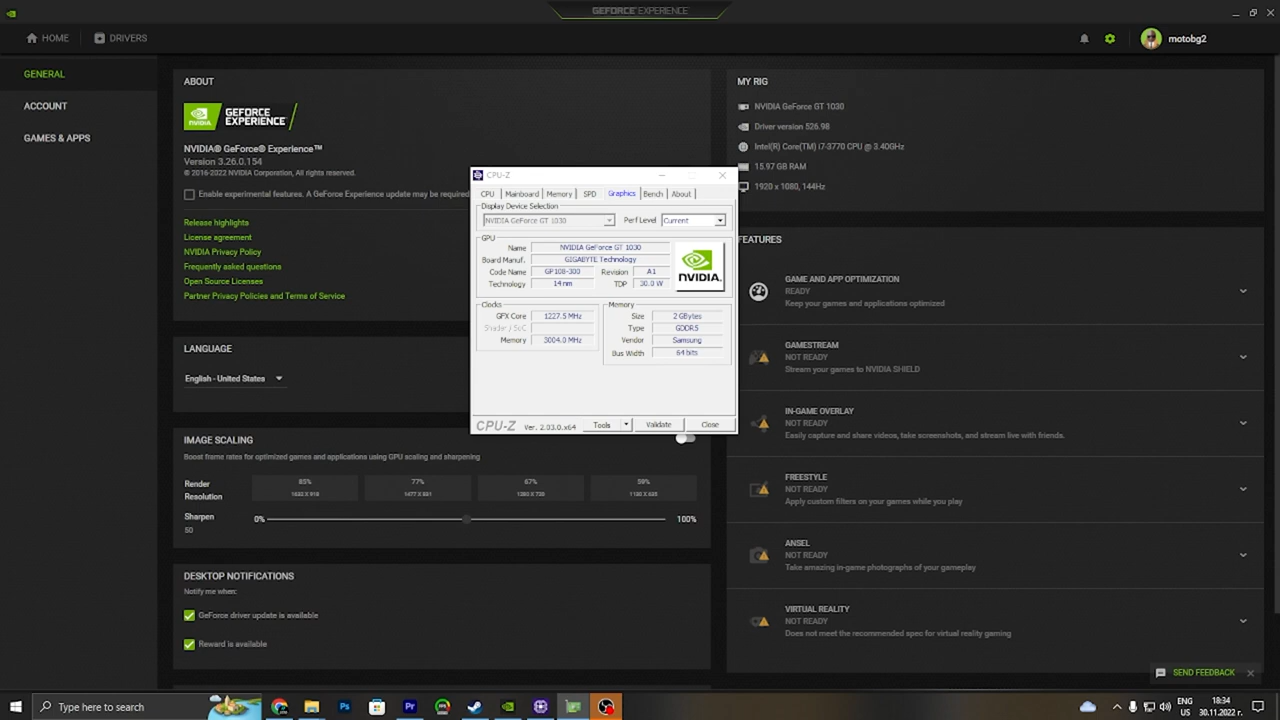 GEFORCE EXPERIENCE
HOME
DRIVERS
motobg2
GENERAL
ACCOUNT
GAMES & APPS
ABOUT
GEFORCE
EXPERIENCE
NVIDIA® GeForce® Experience™
Version 3.26.0.154
© 2016-2022 NVIDIA Corporation, All rights reserved.
Enable experimental features. A GeForce Experience update may be required
Release highlights
License agreement
NVIDIA Privacy Policy
Frequently asked questions
Open Source Licenses
Partner Privacy Policies and Terms of Service
LANGUAGE
English - United States
IMAGE SCALING
Boost frame rates for optimized games and applications using GPU scaling and sharpening
Render
Resolution
85%
1632 X 918
77%
1477 X 831
67%
1280 X 720
59%
1130 X 635
Sharpen
50
0%
100%
DESKTOP NOTIFICATIONS
Notify me when:
GeForce driver update is available
Reward is available
CPU-Z
CPU
Mainboard
Memory
SPD
Graphics
Bench
About
Display Device Selection
NVIDIA GeForce GT 1030
Perf Level
Current
GPU
Name
NVIDIA GeForce GT 1030
Board Manuf.
GIGABYTE Technology
Code Name
GP108-300
Revision
A1
Technology
14 nm
TDP
30.0 W
NVIDIA.
Clocks
GFX Core
1227.5 MHz
Shader / SoC
Memory
3004.0 MHz
Memory
Size
2 GBytes
Type
GDDR5
Vendor
Samsung
Bus Width
64 bits
CPU-Z
Ver. 2.03.0.x64
Tools
Validate
Close
MY RIG
NVIDIA GeForce GT 1030
Driver version 526.98
Intel(R) Core(TM) i7-3770 CPU @ 3.40GHz
15.97 GB RAM
1920 x 1080, 144Hz
FEATURES
GAME AND APP OPTIMIZATION
READY
Keep your games and applications optimized
GAMESTREAM
NOT READY
Stream your games to NVIDIA SHIELD
IN-GAME OVERLAY
NOT READY
Easily capture and share videos, take screenshots, and stream live with friends.
FREESTYLE
NOT READY
Apply custom filters on your games while you play
ANSEL
NOT READY
Take amazing in-game photographs of your gameplay
VIRTUAL REALITY
NOT READY
Does not meet the recommended spec for virtual reality gaming
SEND FEEDBACK
Type here to search
Ps
Pr
ENG
US
18:34
30.11.2022 г.